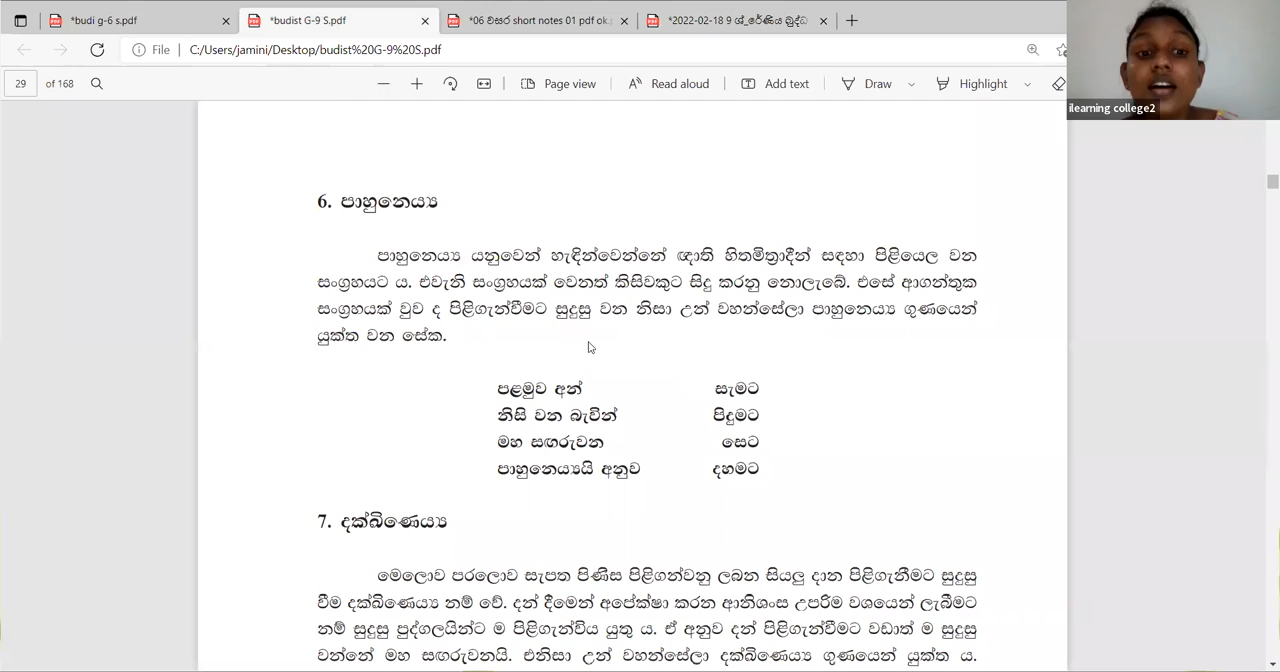 *budi g-6 s.pdf
*budist G-9 S.pdf
*06 වසර short notes 01 pdf ok.
*2022-02-18 9 ශ්_රේණිය බුද්ධ
File | C:/Users/jamini/Desktop/budist%20G-9%20S.pdf
29 of 168 Page view Read aloud Add text Draw Highlight
ilearning college2
6. පාහුනෙය්‍ය
පාහුනෙය්‍ය යනුවෙන් හැඳින්වෙන්නේ ඥාති හිතමිත්‍රාදීන් සඳහා පිළියෙල වන
සංග්‍රහයට ය. එවැනි සංග්‍රහයක් වෙනත් කිසිවකුට සිදු කරනු නොලැබේ. එසේ ආගන්තුක
සංග්‍රහයක් වුව ද පිළිගැන්වීමට සුදුසු වන නිසා උන් වහන්සේලා පාහුනෙය්‍ය ගුණයෙන්
යුක්ත වන සේක.
පළමුව අන් සැමට
නිසි වන බැවින් පිදුමට
මහ සඟරුවන සෙට
පාහුනෙය්‍යයි අනුව දහමට
7. දක්ඛිණෙය්‍ය
මෙලොව පරලොව සැපත පිණිස පිළිගන්වනු ලබන සියලු දාන පිළිගැනීමට සුදුසු
වීම දක්ඛිණෙය්‍ය නම් වේ. දන් දීමෙන් අපේක්ෂා කරන ආනිශංස උපරිම වශයෙන් ලැබීමට
නම් සුදුසු පුද්ගලයින්ට ම පිළිගැන්විය යුතු ය. ඒ අනුව දන් පිළිගැන්වීමට වඩාත් ම සුදුසු
වන්නේ මහ සඟරුවනයි. එනිසා උන් වහන්සේලා දක්ඛිණෙය්‍ය ගුණයෙන් යුක්ත ය.